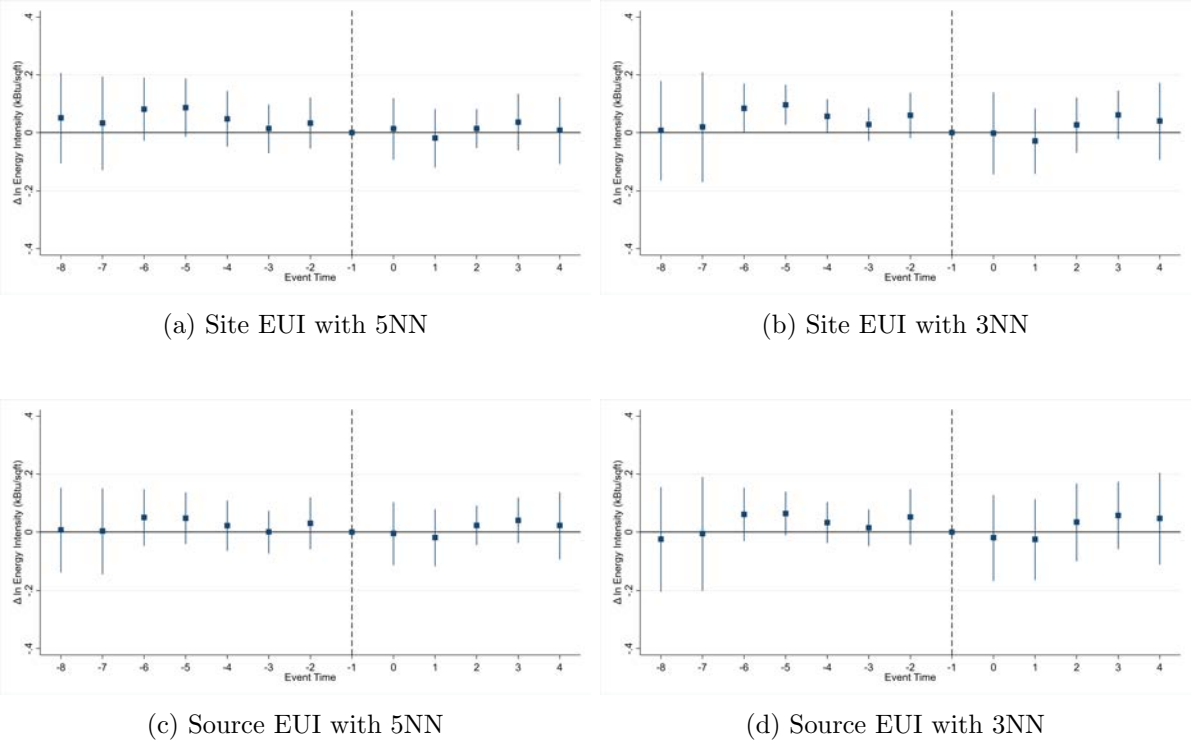 Δ ln Energy Intensity (kBtu/sqft)
.4
.2
0
-.2
-.4
-8 -7 -6 -5 -4 -3 -2 -1 0 1 2 3 4
Event Time
(a) Site EUI with 5NN
Δ ln Energy Intensity (kBtu/sqft)
.4
.2
0
-.2
-.4
-8 -7 -6 -5 -4 -3 -2 -1 0 1 2 3 4
Event Time
(b) Site EUI with 3NN
Δ ln Energy Intensity (kBtu/sqft)
.4
.2
0
-.2
-.4
-8 -7 -6 -5 -4 -3 -2 -1 0 1 2 3 4
Event Time
(c) Source EUI with 5NN
Δ ln Energy Intensity (kBtu/sqft)
.4
.2
0
-.2
-.4
-8 -7 -6 -5 -4 -3 -2 -1 0 1 2 3 4
Event Time
(d) Source EUI with 3NN